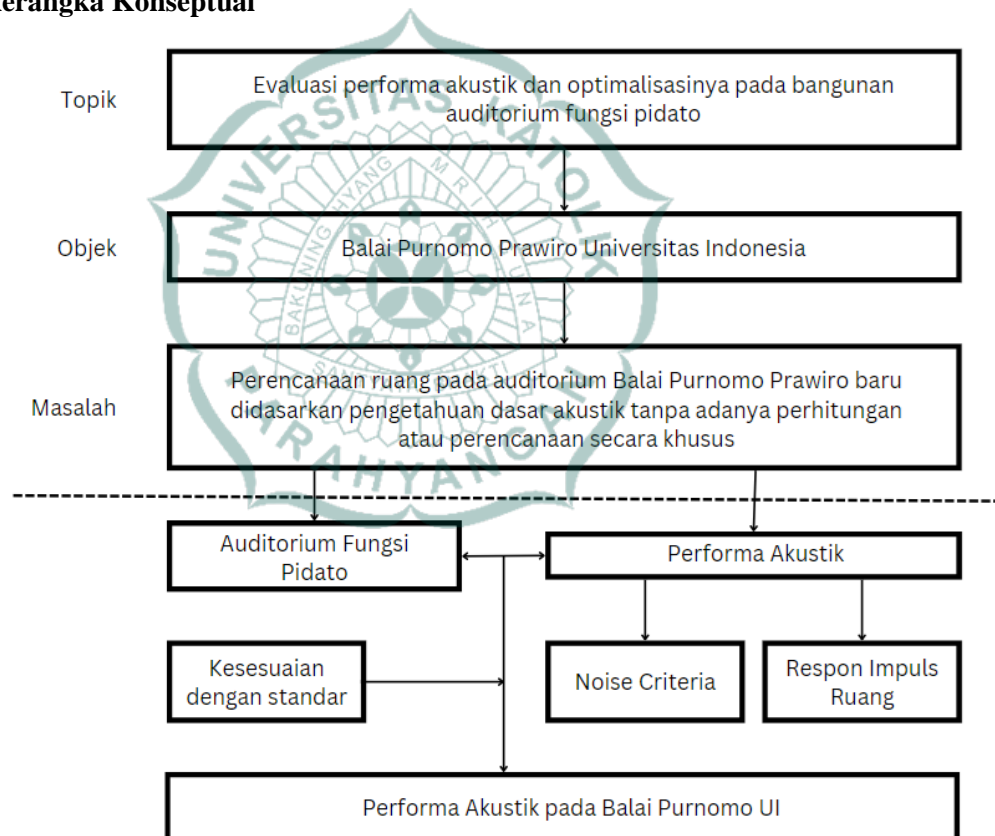 Kerangka Konseptual
Topik
Evaluasi performa akustik dan optimalisasinya pada bangunan
auditorium fungsi pidato
Objek
Balai Purnomo Prawiro Universitas Indonesia
Masalah
Perencanaan ruang pada auditorium Balai Purnomo Prawiro baru
didasarkan pengetahuan dasar akustik tanpa adanya perhitungan
atau perencanaan secara khusus
Auditorium Fungsi
Pidato
Performa Akustik
Kesesuaian
dengan standar
Noise Criteria
Respon Impuls
Ruang
Performa Akustik pada Balai Purnomo UI
UNIVERSITAS KATOLIK
PARAHYANGAN